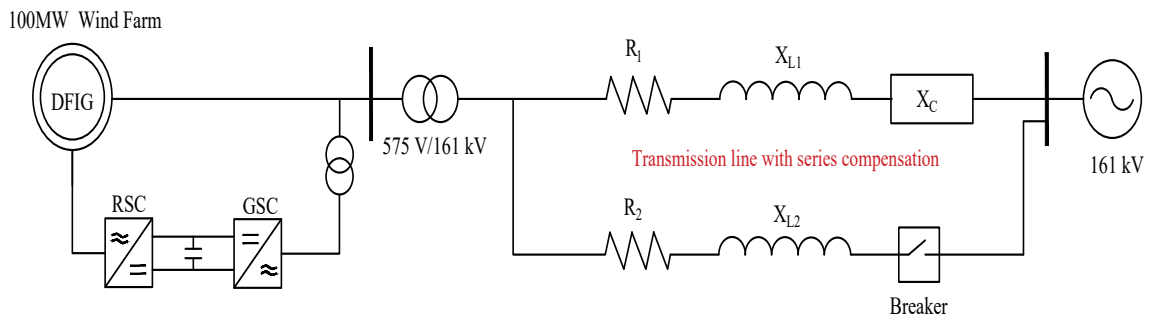 100MW Wind Farm
DFIG
RSC
GSC
575 V/161 kV
R1
XL1
XC
Transmission line with series compensation
161 kV
R2
XL2
Breaker